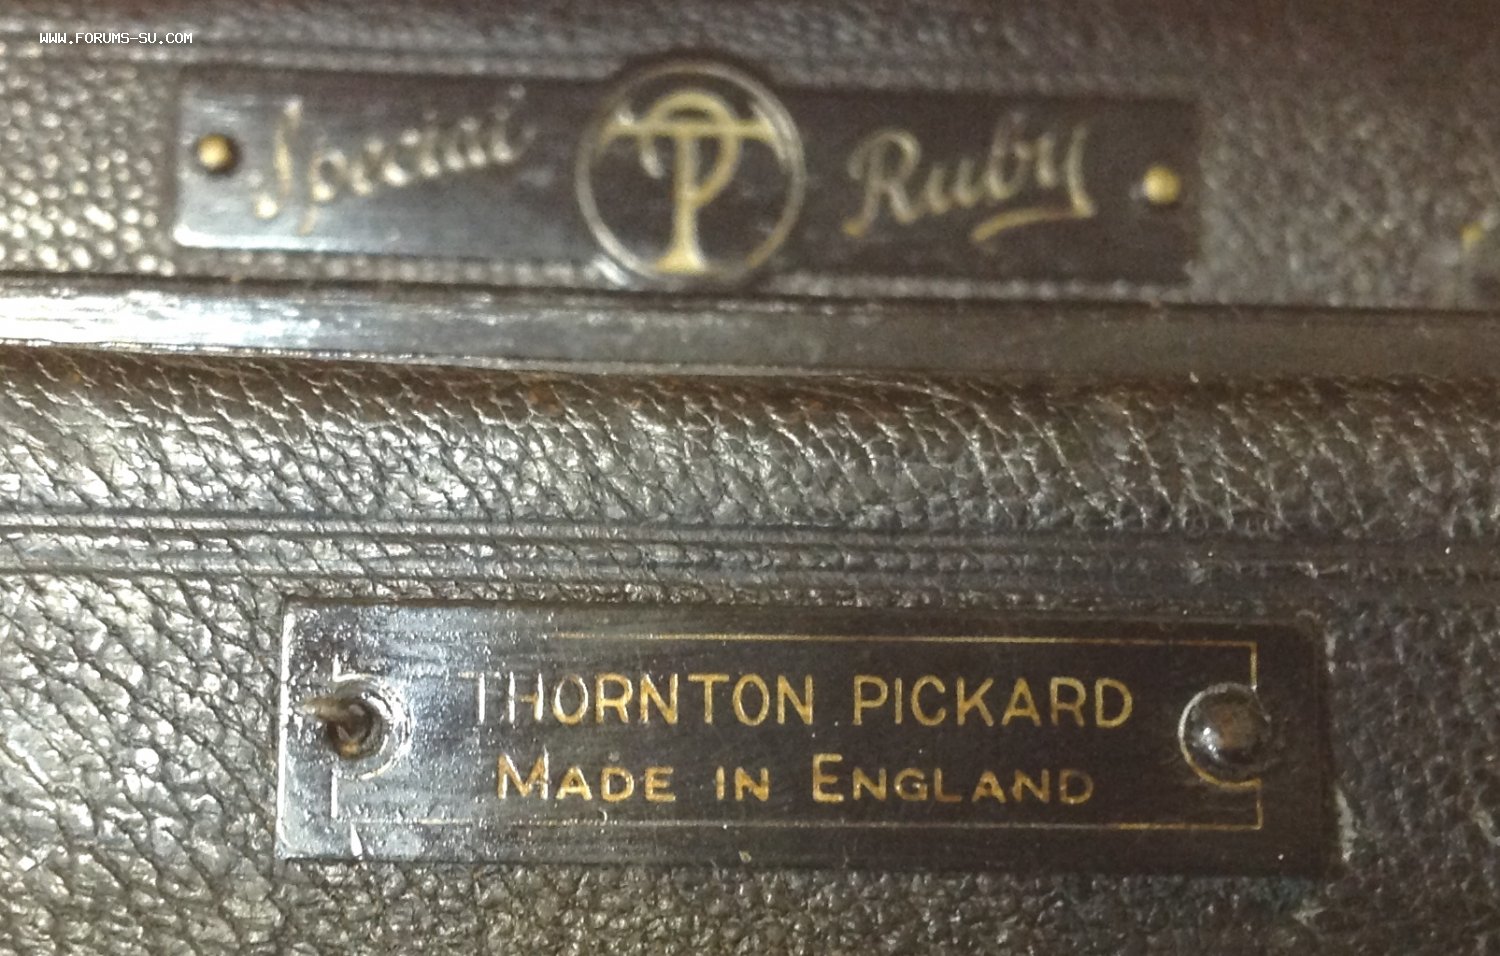 WWW.FORUMS-SU.COM
Special TP Ruby
THORNTON PICKARD
MADE IN ENGLAND